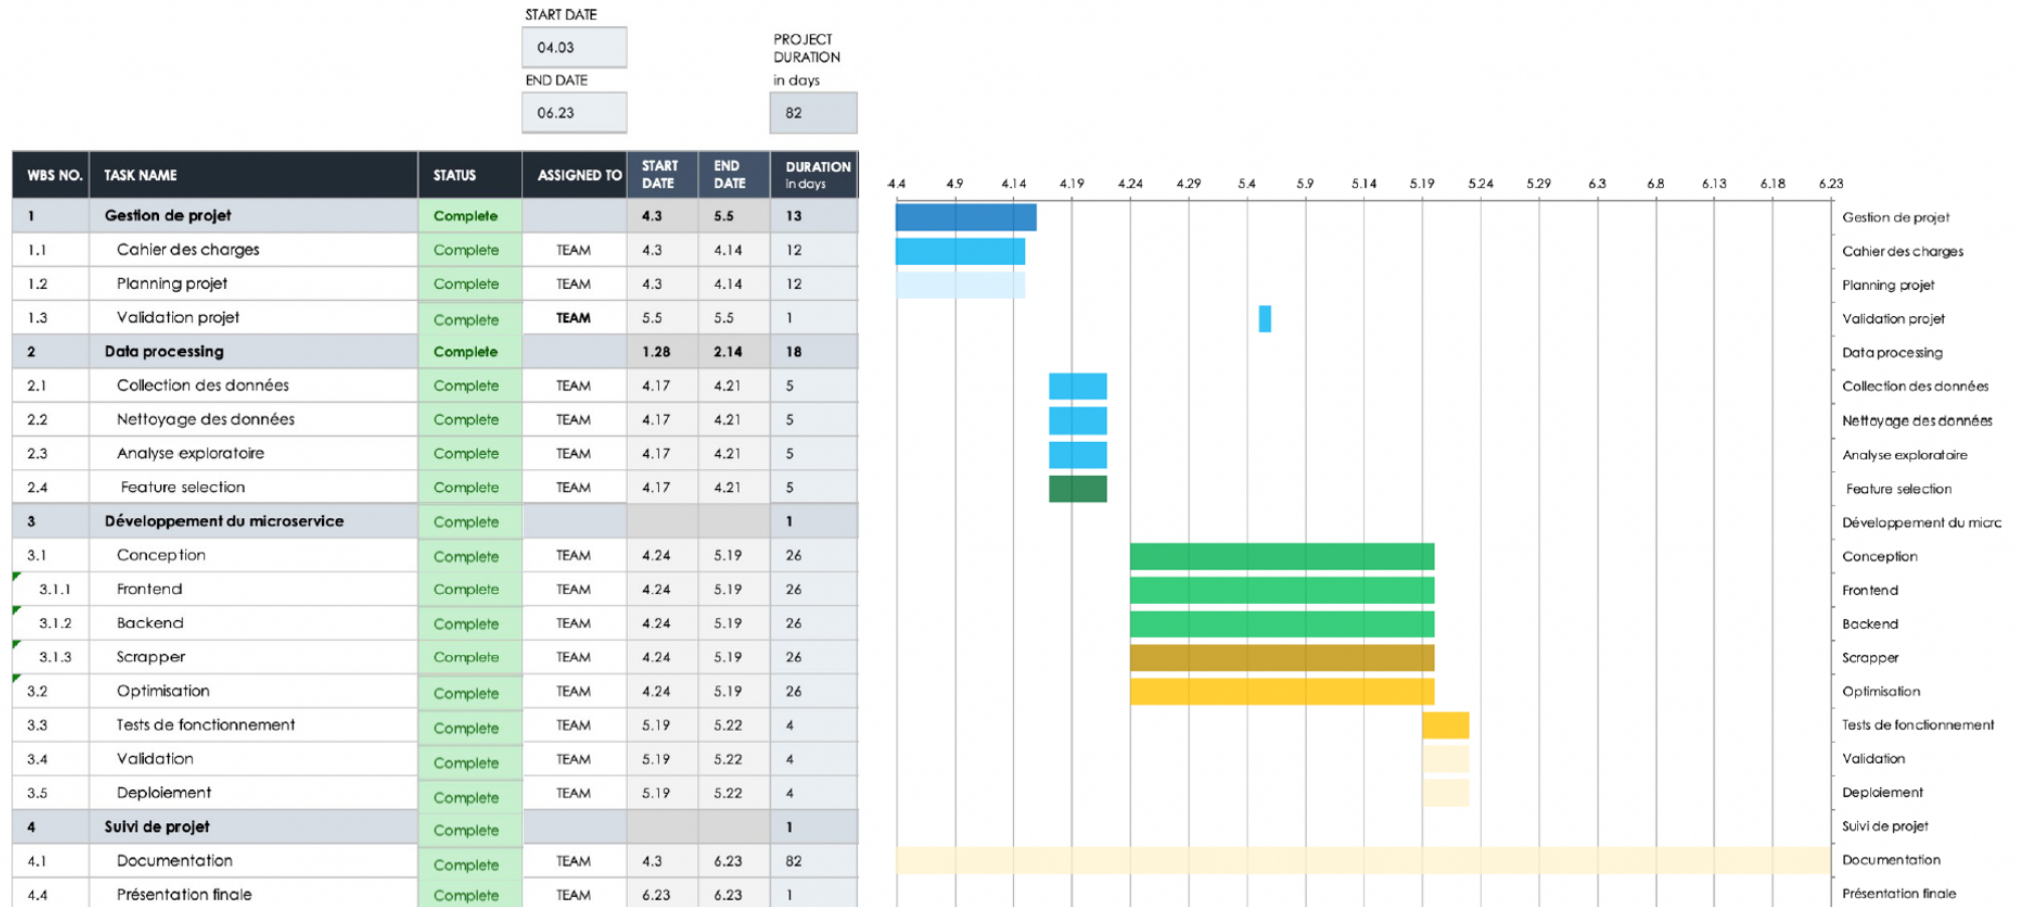 START DATE
04.03
PROJECT
DURATION
END DATE
in days
06.23
82
WBS NO. TASK NAME STATUS ASSIGNED TO START DATE END DATE DURATION in days
4.4 4.9 4.14 4.19 4.24 4.29 5.4 5.9 5.14 5.19 5.24 5.29 6.3 6.8 6.13 6.18 6.23
1 Gestion de projet Complete 4.3 5.5 13 Gestion de projet
1.1 Cahier des charges Complete TEAM 4.3 4.14 12 Cahier des charges
1.2 Planning projet Complete TEAM 4.3 4.14 12 Planning projet
1.3 Validation projet Complete TEAM 5.5 5.5 1 Validation projet
2 Data processing Complete 1.28 2.14 18 Data processing
2.1 Collection des données Complete TEAM 4.17 4.21 5 Collection des données
2.2 Nettoyage des données Complete TEAM 4.17 4.21 5 Nettoyage des données
2.3 Analyse exploratoire Complete TEAM 4.17 4.21 5 Analyse exploratoire
2.4 Feature selection Complete TEAM 4.17 4.21 5 Feature selection
3 Développement du microservice Complete 1 Développement du micrc
3.1 Conception Complete TEAM 4.24 5.19 26 Conception
3.1.1 Frontend Complete TEAM 4.24 5.19 26 Frontend
3.1.2 Backend Complete TEAM 4.24 5.19 26 Backend
3.1.3 Scrapper Complete TEAM 4.24 5.19 26 Scrapper
3.2 Optimisation Complete TEAM 4.24 5.19 26 Optimisation
3.3 Tests de fonctionnement Complete TEAM 5.19 5.22 4 Tests de fonctionnement
3.4 Validation Complete TEAM 5.19 5.22 4 Validation
3.5 Deploiement Complete TEAM 5.19 5.22 4 Deploiement
4 Suivi de projet Complete 1 Suivi de projet
4.1 Documentation Complete TEAM 4.3 6.23 82 Documentation
4.4 Présentation finale Complete TEAM 6.23 6.23 1 Présentation finale